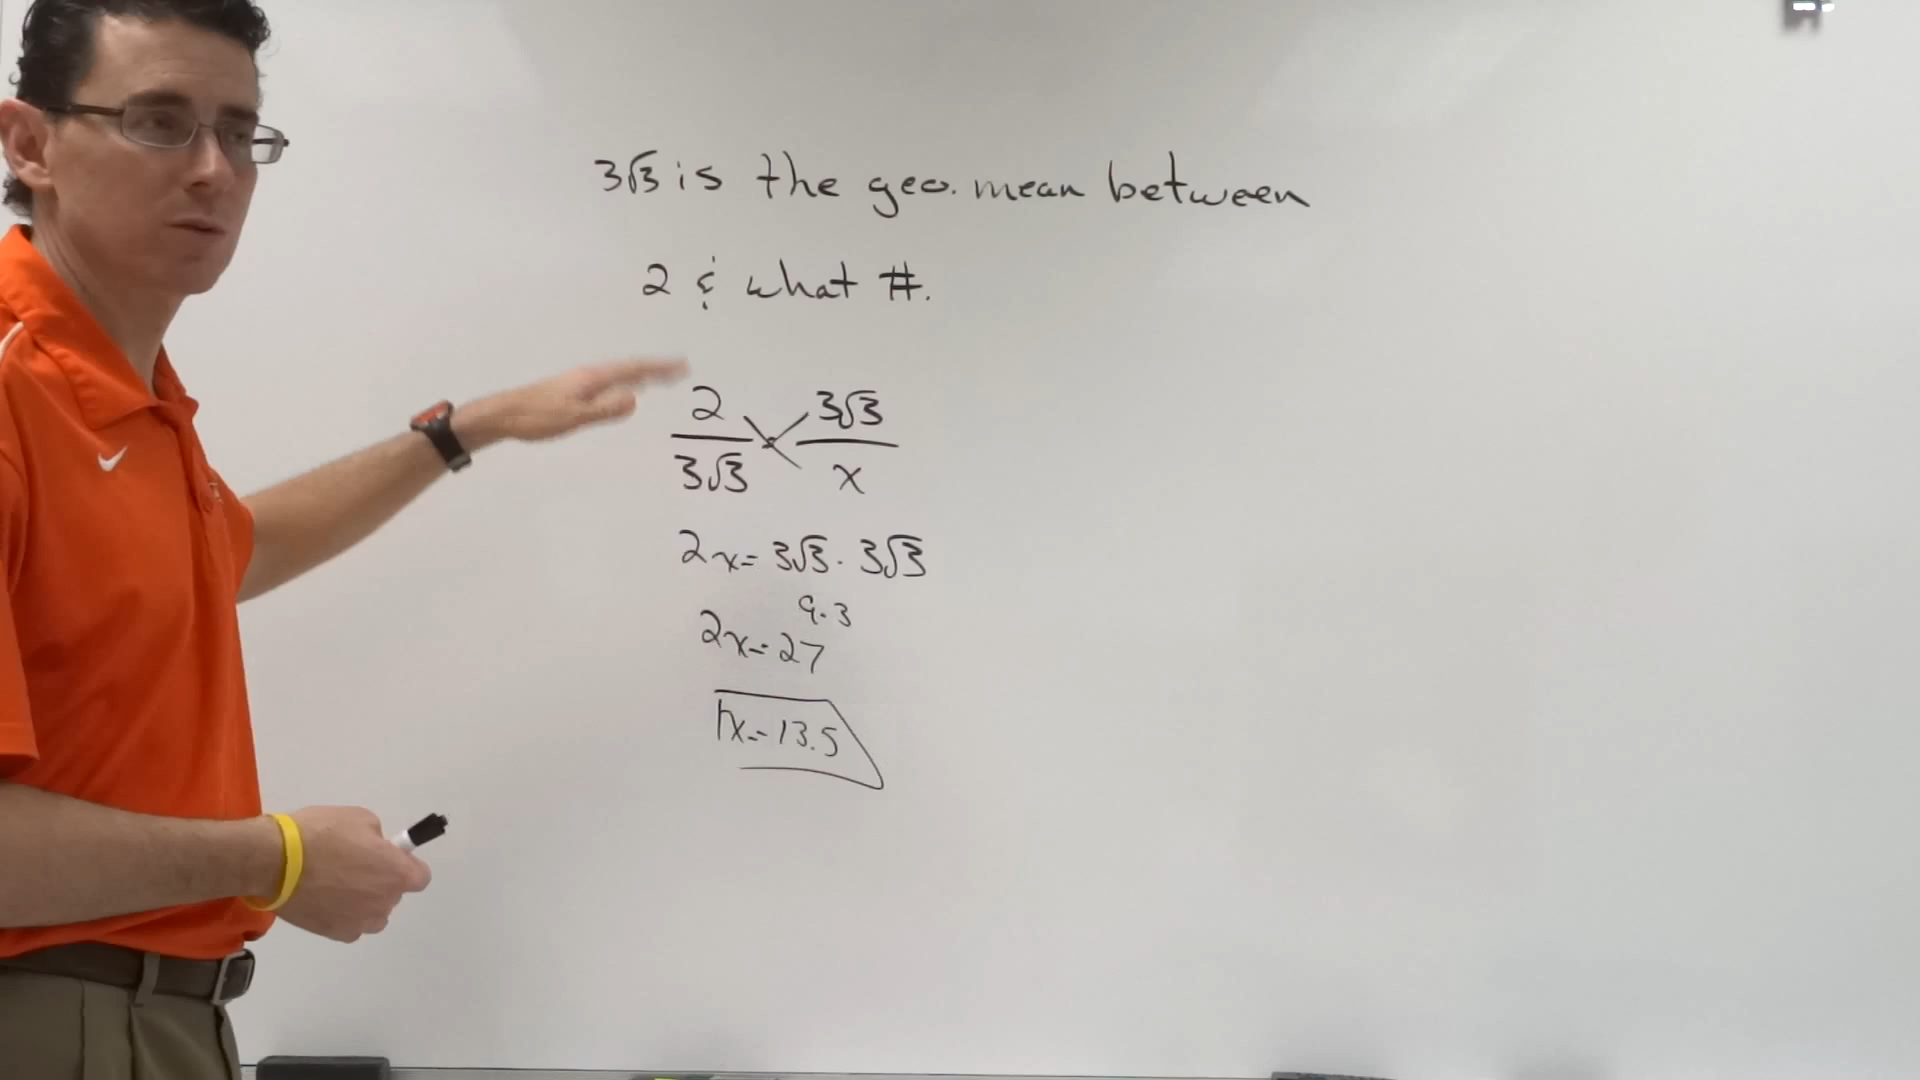 3√3 is the geo. mean between
2 & what #.
2/3√3 3√3/x
2x = 3√3 · 3√3
9·3
2x = 27
x = 13.5